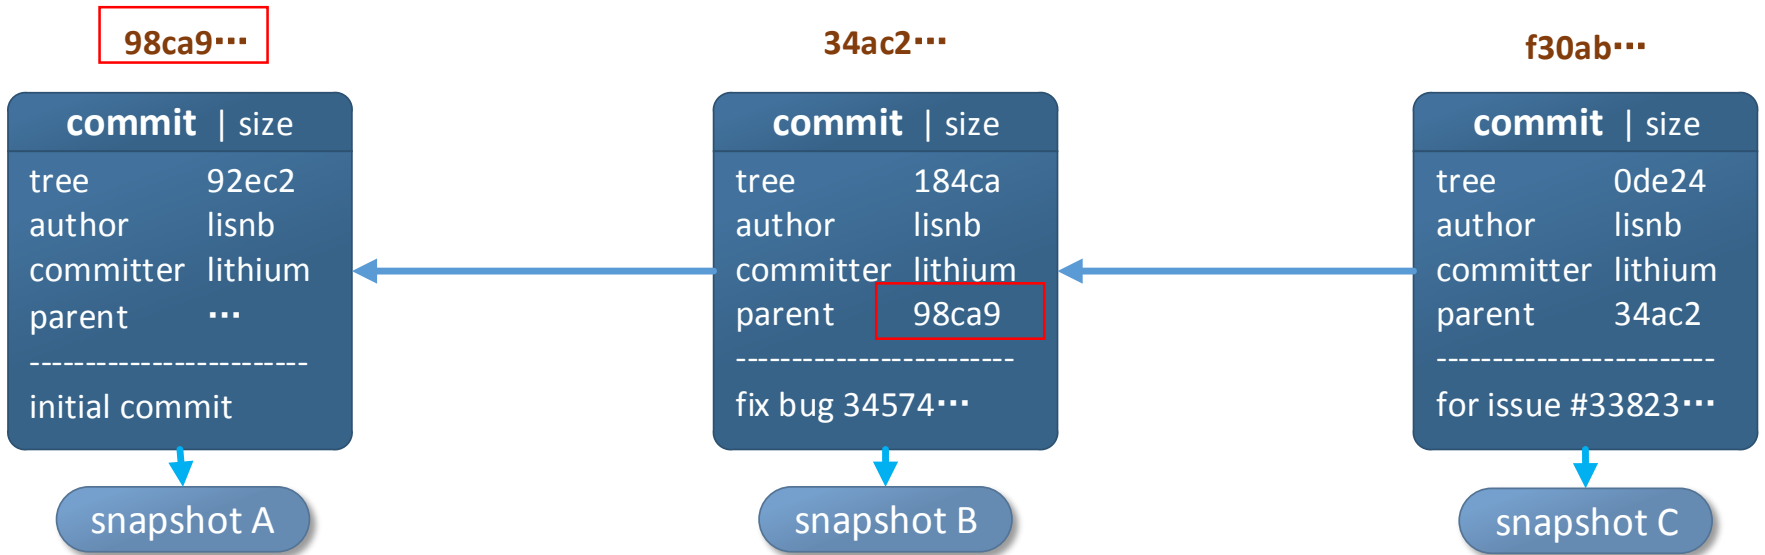 98ca9⋯
commit | size
tree 92ec2
author lisnb
committer lithium
parent ⋯
-------------------------
initial commit
snapshot A
34ac2⋯
commit | size
tree 184ca
author lisnb
committer lithium
parent 98ca9
-------------------------
fix bug 34574⋯
snapshot B
f30ab⋯
commit | size
tree 0de24
author lisnb
committer lithium
parent 34ac2
-------------------------
for issue #33823⋯
snapshot C